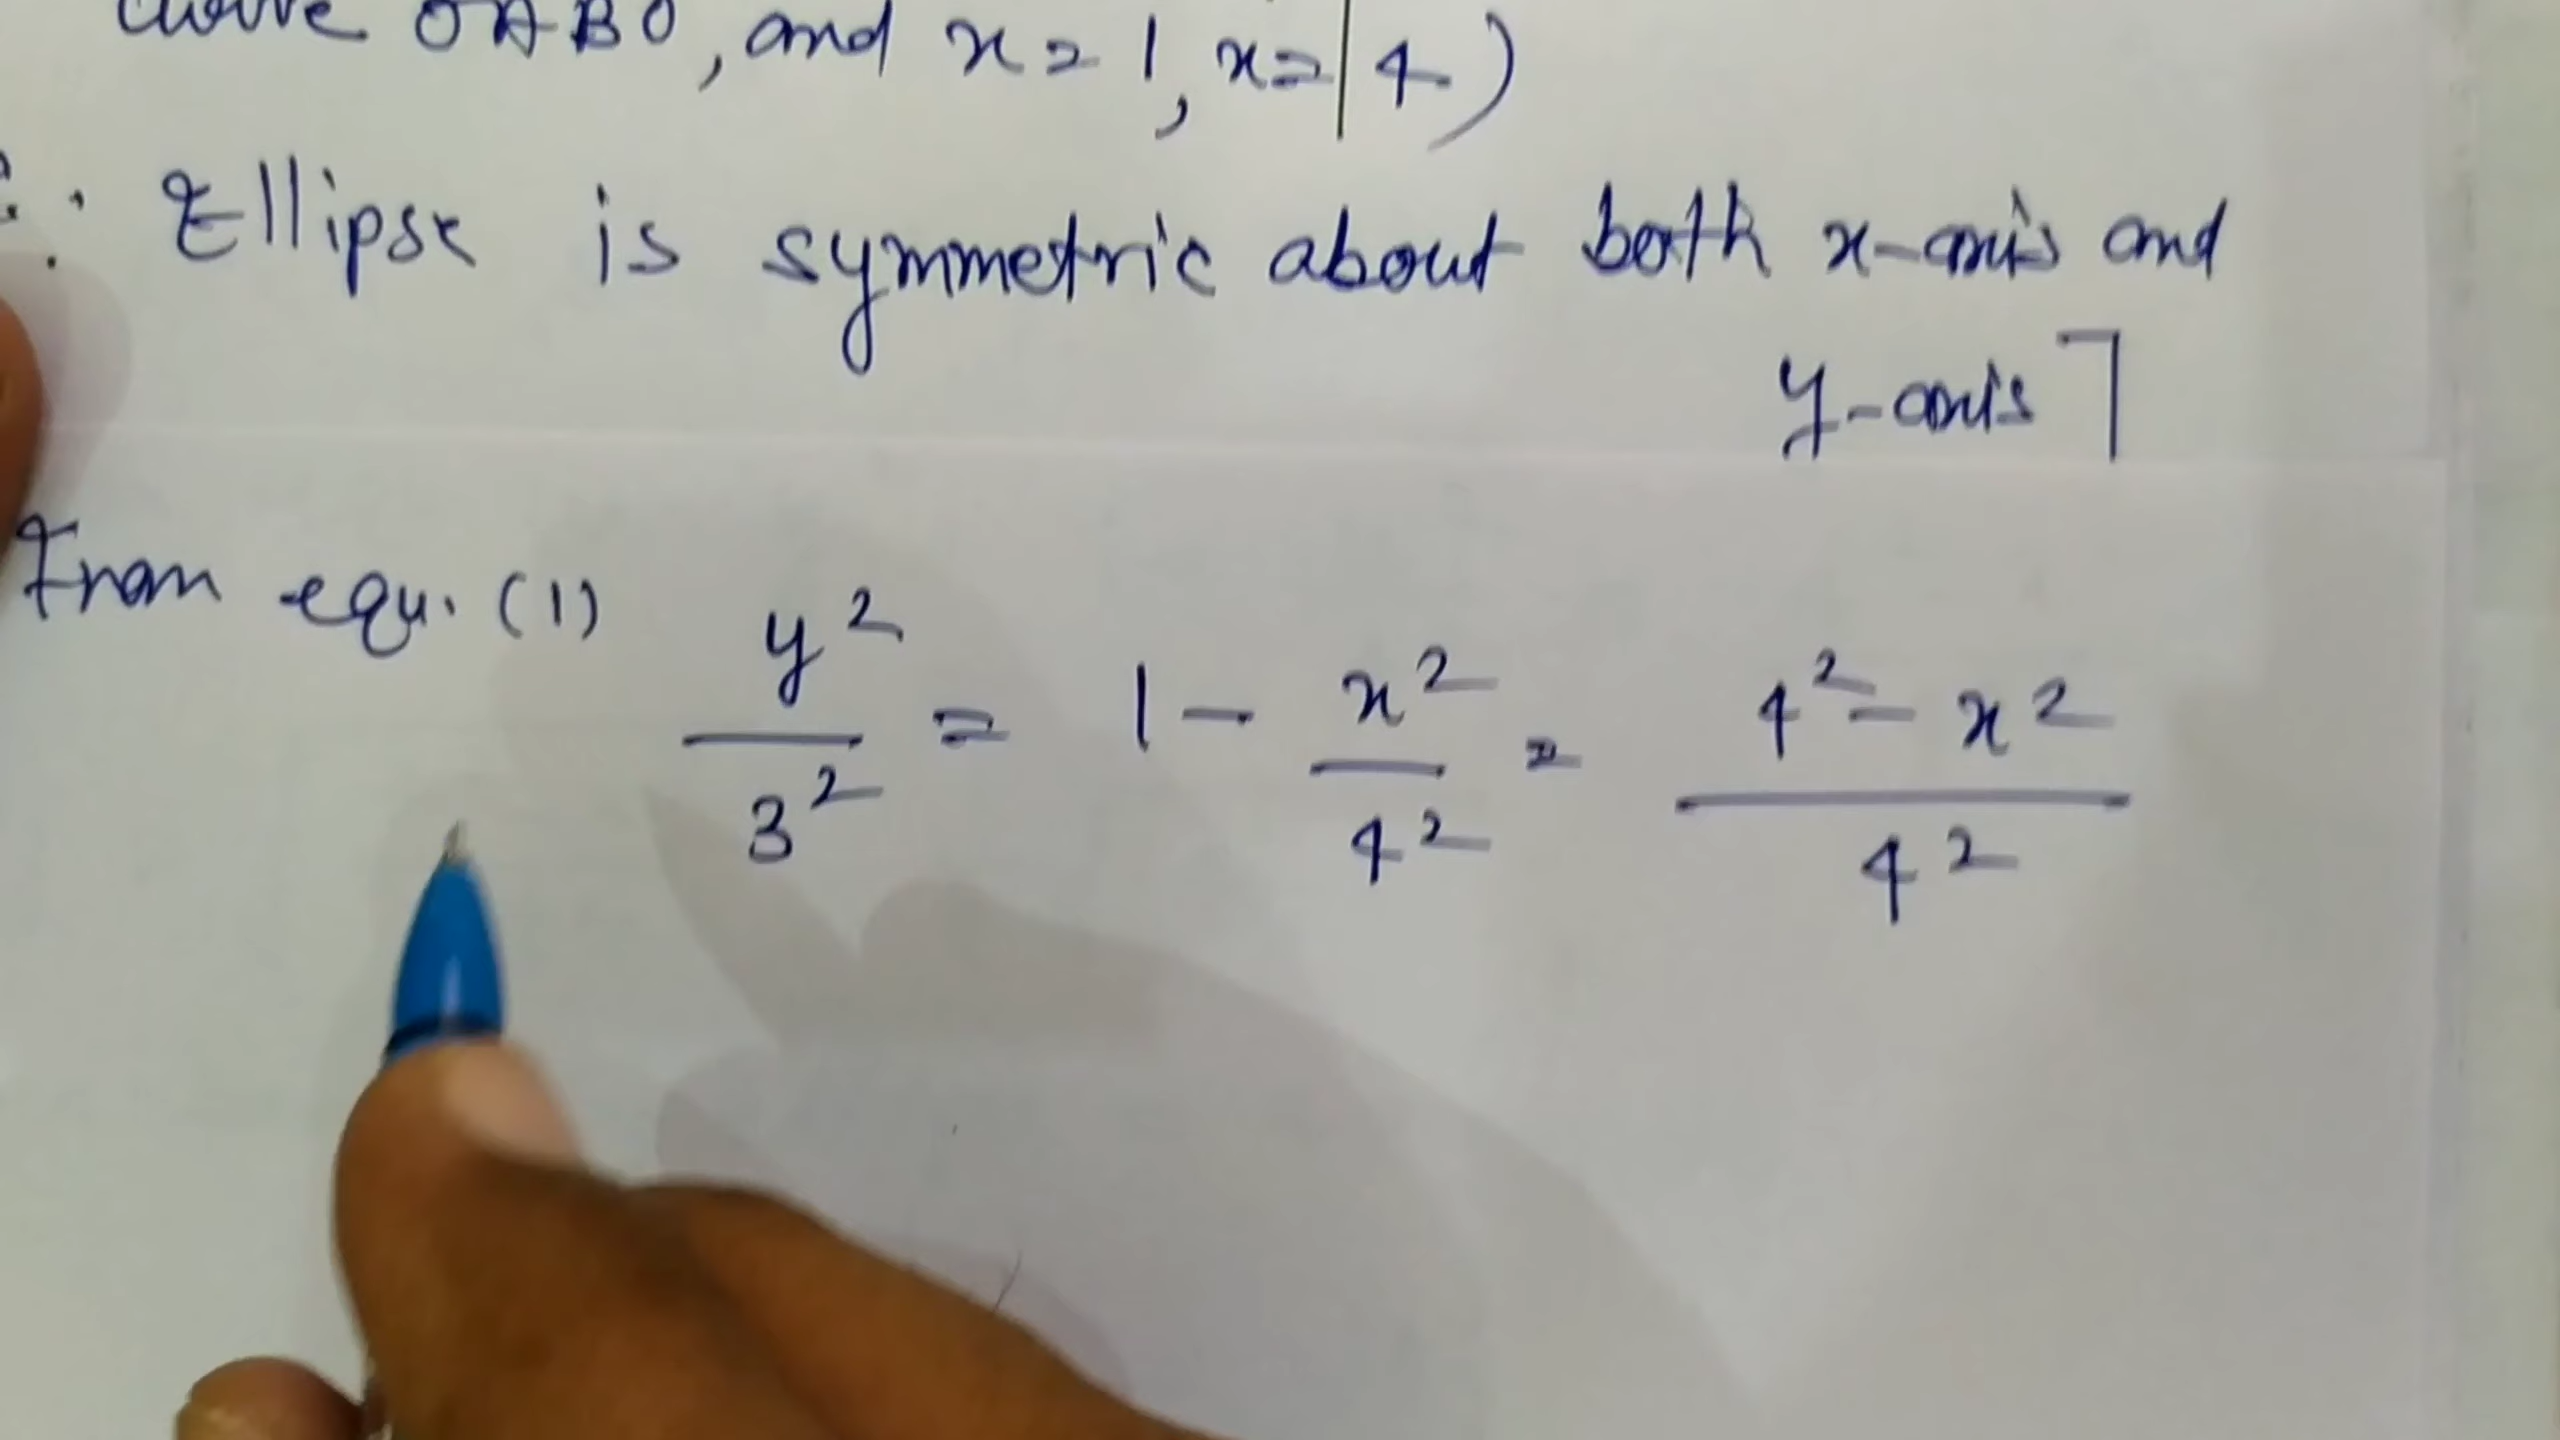 curve OABO, and x = 1, x = 4)
∵ Ellipse is symmetric about both x-axis and
y-axis]
From equ. (1) y²/3² = 1 - x²/4² = 4² - x²/4²